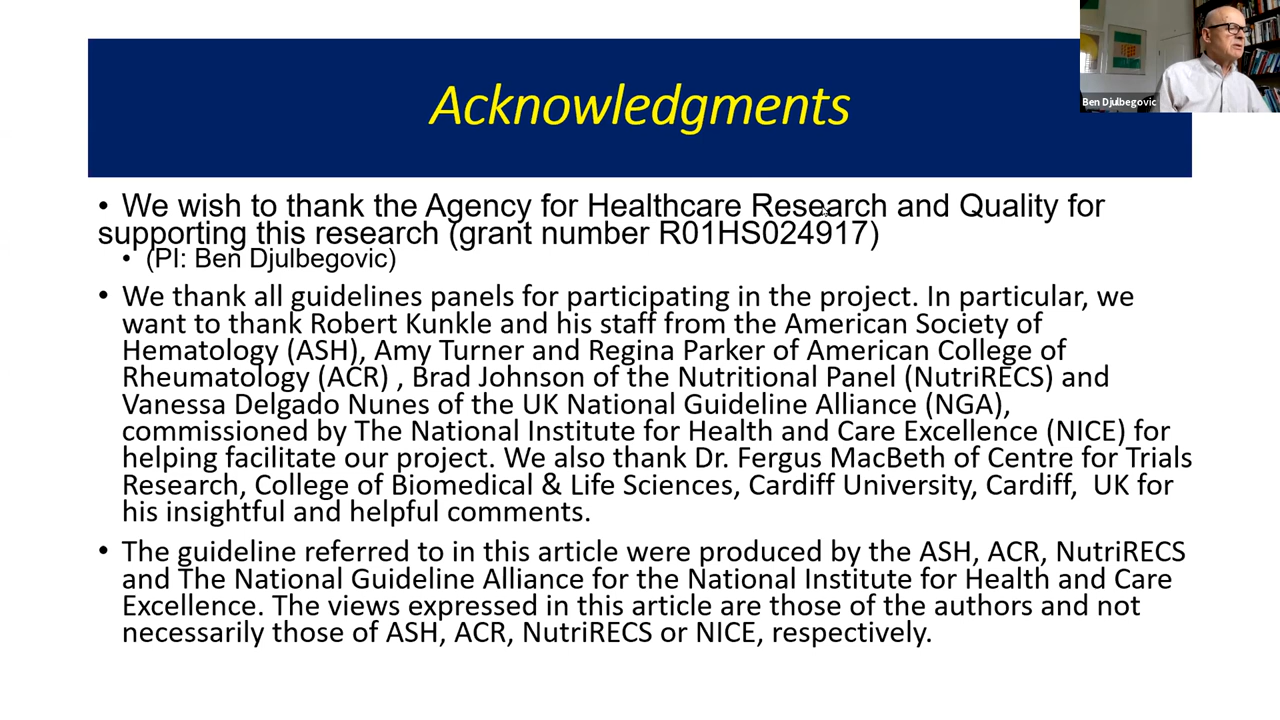 Acknowledgments
Ben Djulbegovic
• We wish to thank the Agency for Healthcare Research and Quality for
supporting this research (grant number R01HS024917)
• (PI: Ben Djulbegovic)
• We thank all guidelines panels for participating in the project. In particular, we
want to thank Robert Kunkle and his staff from the American Society of
Hematology (ASH), Amy Turner and Regina Parker of American College of
Rheumatology (ACR) , Brad Johnson of the Nutritional Panel (NutriRECS) and
Vanessa Delgado Nunes of the UK National Guideline Alliance (NGA),
commissioned by The National Institute for Health and Care Excellence (NICE) for
helping facilitate our project. We also thank Dr. Fergus MacBeth of Centre for Trials
Research, College of Biomedical & Life Sciences, Cardiff University, Cardiff, UK for
his insightful and helpful comments.
• The guideline referred to in this article were produced by the ASH, ACR, NutriRECS
and The National Guideline Alliance for the National Institute for Health and Care
Excellence. The views expressed in this article are those of the authors and not
necessarily those of ASH, ACR, NutriRECS or NICE, respectively.